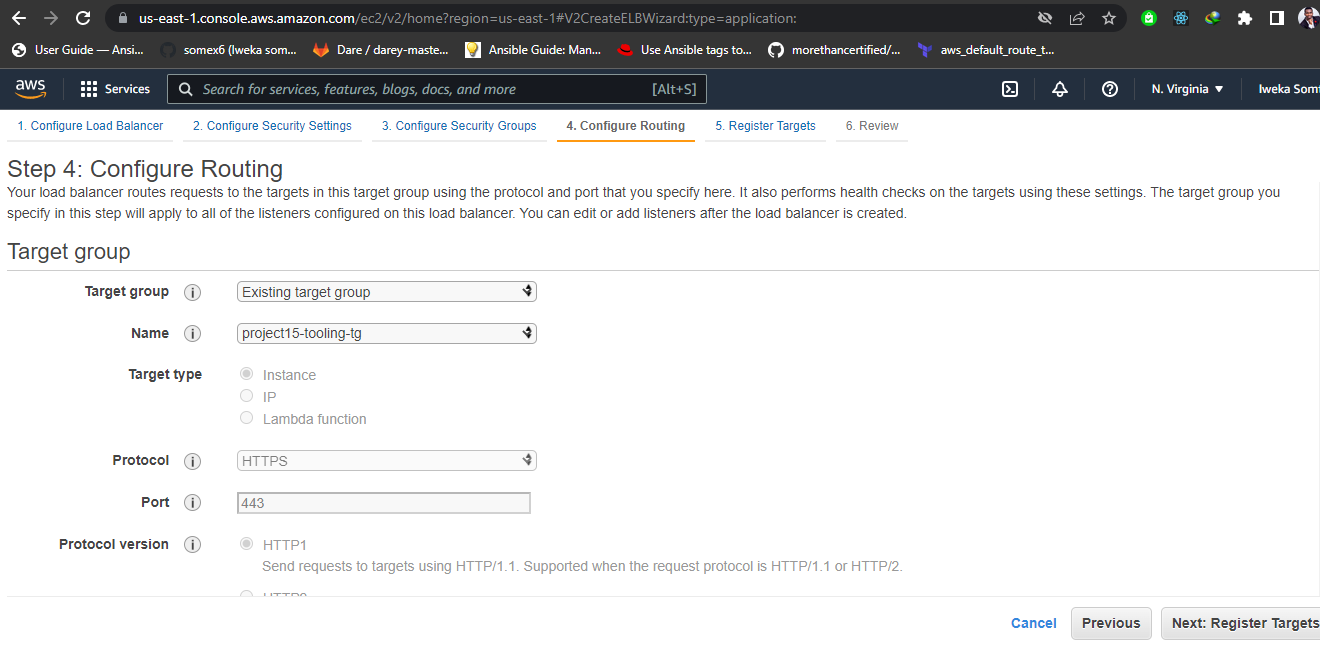 us-east-1.console.aws.amazon.com/ec2/v2/home?region=us-east-1#V2CreateELBWizard:type=application:
User Guide — Ansi... somex6 (Iweka som... Dare / darey-maste... Ansible Guide: Man... Use Ansible tags to... morethancertified/... aws_default_route_t...
aws Services Search for services, features, blogs, docs, and more [Alt+S] N. Virginia ▼ Iweka Somt
1. Configure Load Balancer 2. Configure Security Settings 3. Configure Security Groups 4. Configure Routing 5. Register Targets 6. Review
Step 4: Configure Routing
Your load balancer routes requests to the targets in this target group using the protocol and port that you specify here. It also performs health checks on the targets using these settings. The target group you
specify in this step will apply to all of the listeners configured on this load balancer. You can edit or add listeners after the load balancer is created.
Target group
Target group i Existing target group
Name i project15-tooling-tg
Target type Instance
IP
Lambda function
Protocol i HTTPS
Port i 443
Protocol version i HTTP1
Send requests to targets using HTTP/1.1. Supported when the request protocol is HTTP/1.1 or HTTP/2.
Cancel Previous Next: Register Targets